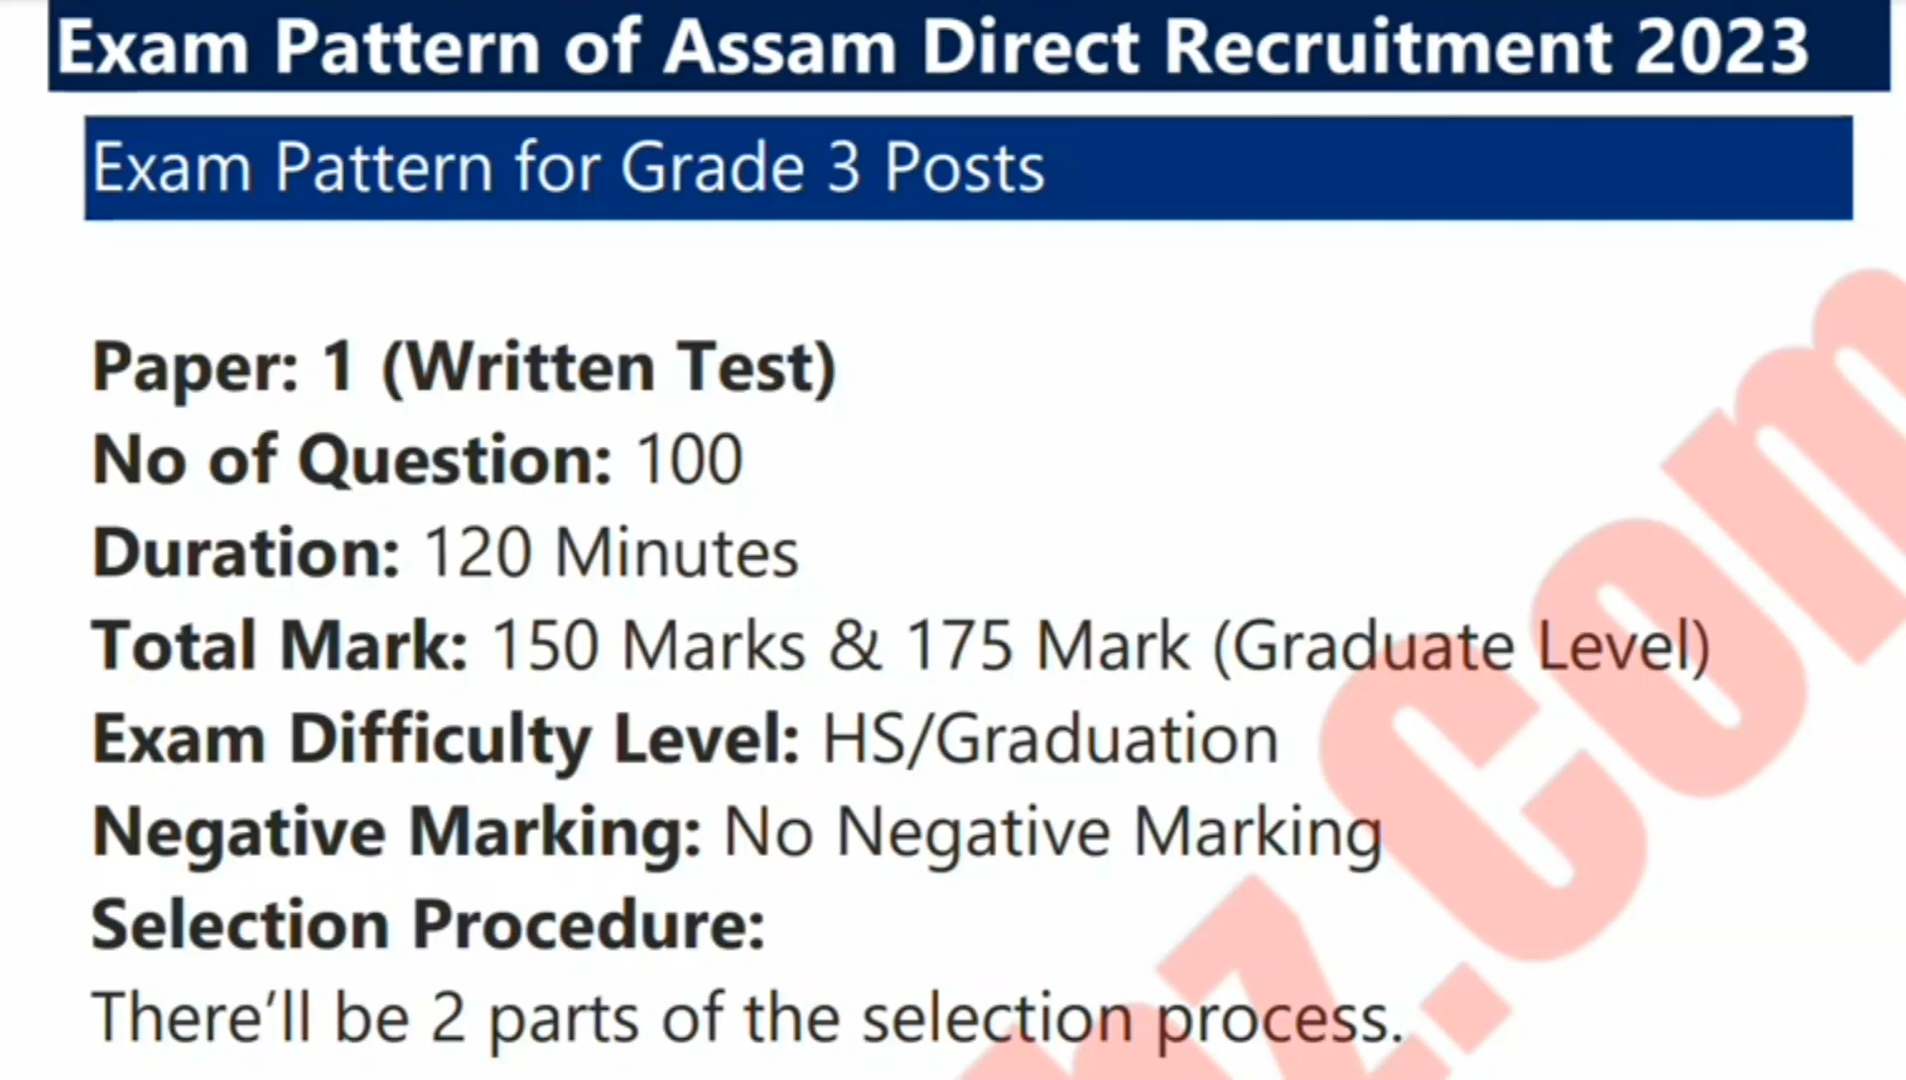 Exam Pattern of Assam Direct Recruitment 2023
Exam Pattern for Grade 3 Posts
Paper: 1 (Written Test)
No of Question: 100
Duration: 120 Minutes
Total Mark: 150 Marks & 175 Mark (Graduate Level)
Exam Difficulty Level: HS/Graduation
Negative Marking: No Negative Marking
Selection Procedure:
There’ll be 2 parts of the selection process.